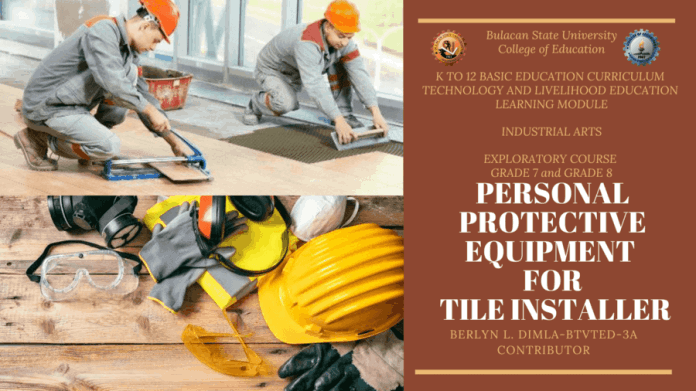 Bulacan State University
College of Education
K TO 12 BASIC EDUCATION CURRICULUM
TECHNOLOGY AND LIVELIHOOD EDUCATION
LEARNING MODULE
INDUSTRIAL ARTS
EXPLORATORY COURSE
GRADE 7 and GRADE 8
PERSONAL
PROTECTIVE
EQUIPMENT
FOR
TILE INSTALLER
BERLYN L. DIMLA-BTVTED-3A
CONTRIBUTOR